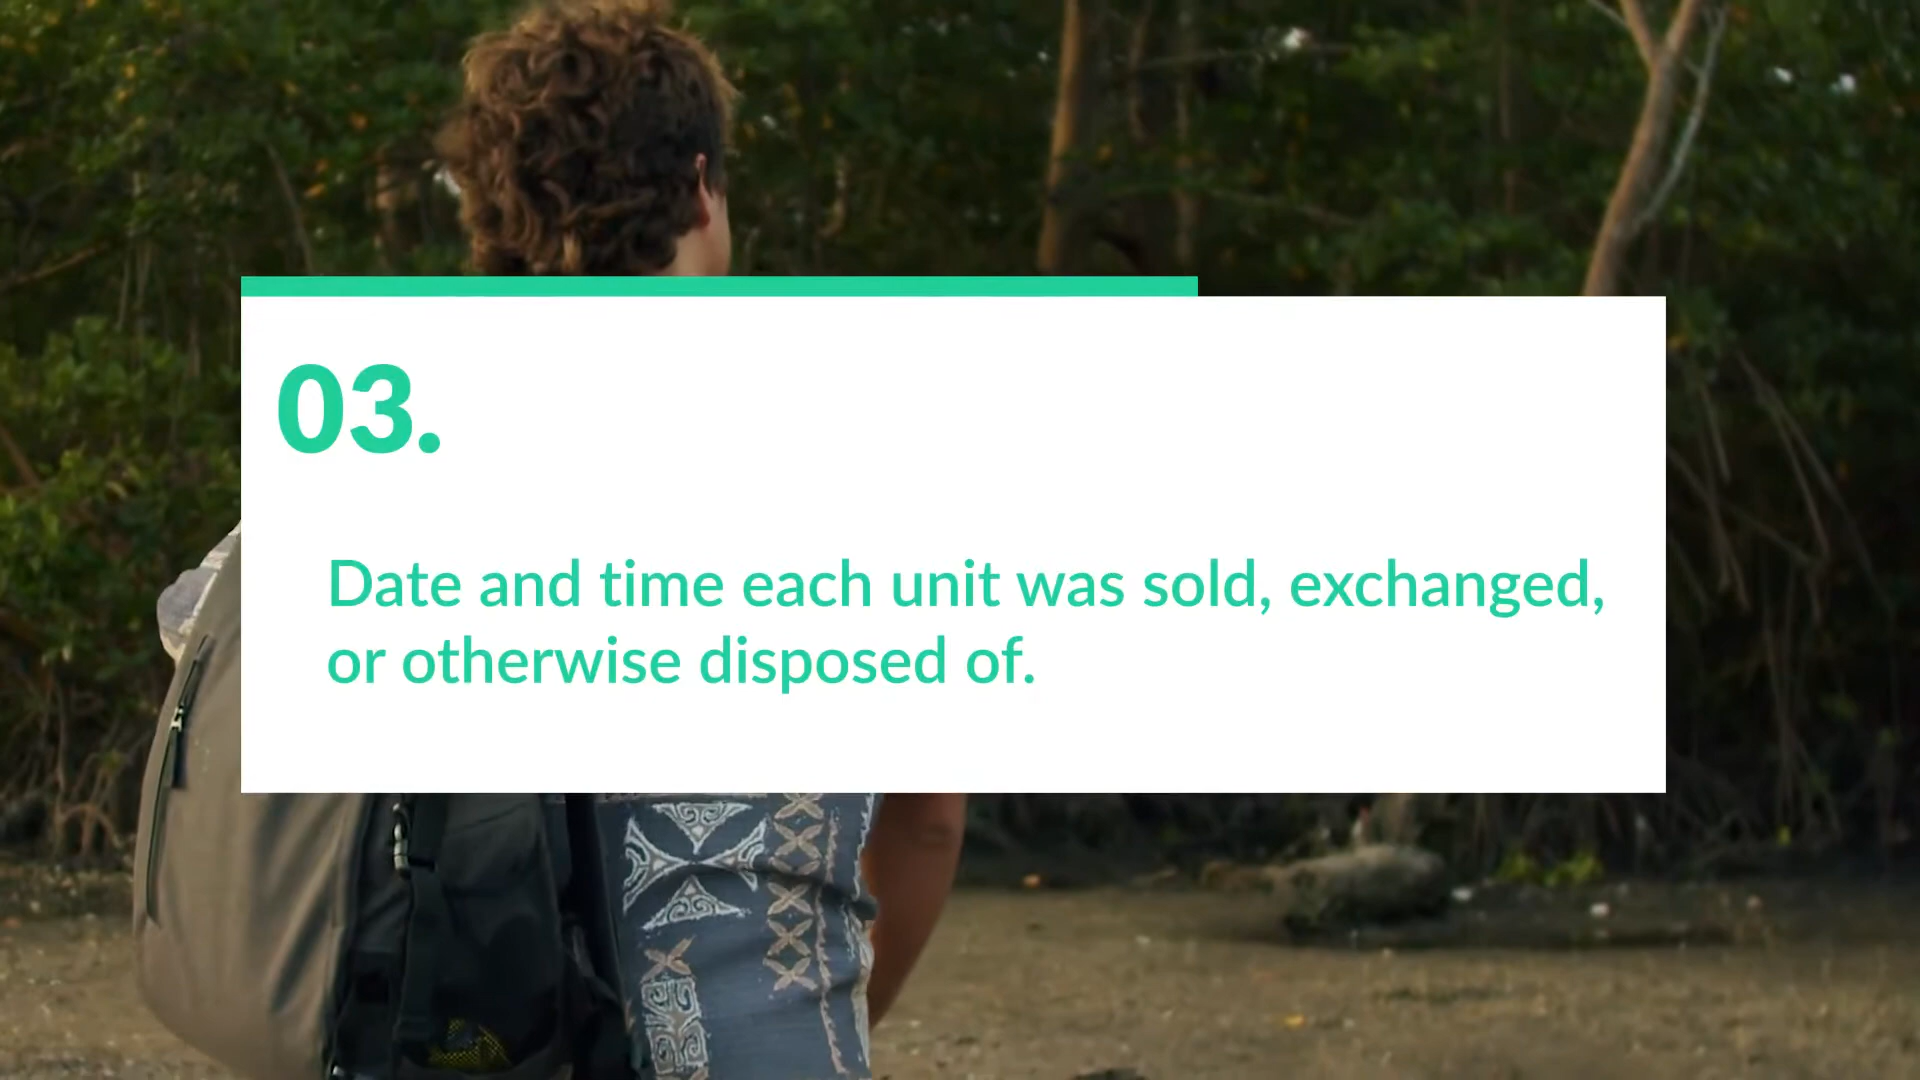 03.
Date and time each unit was sold, exchanged,
or otherwise disposed of.